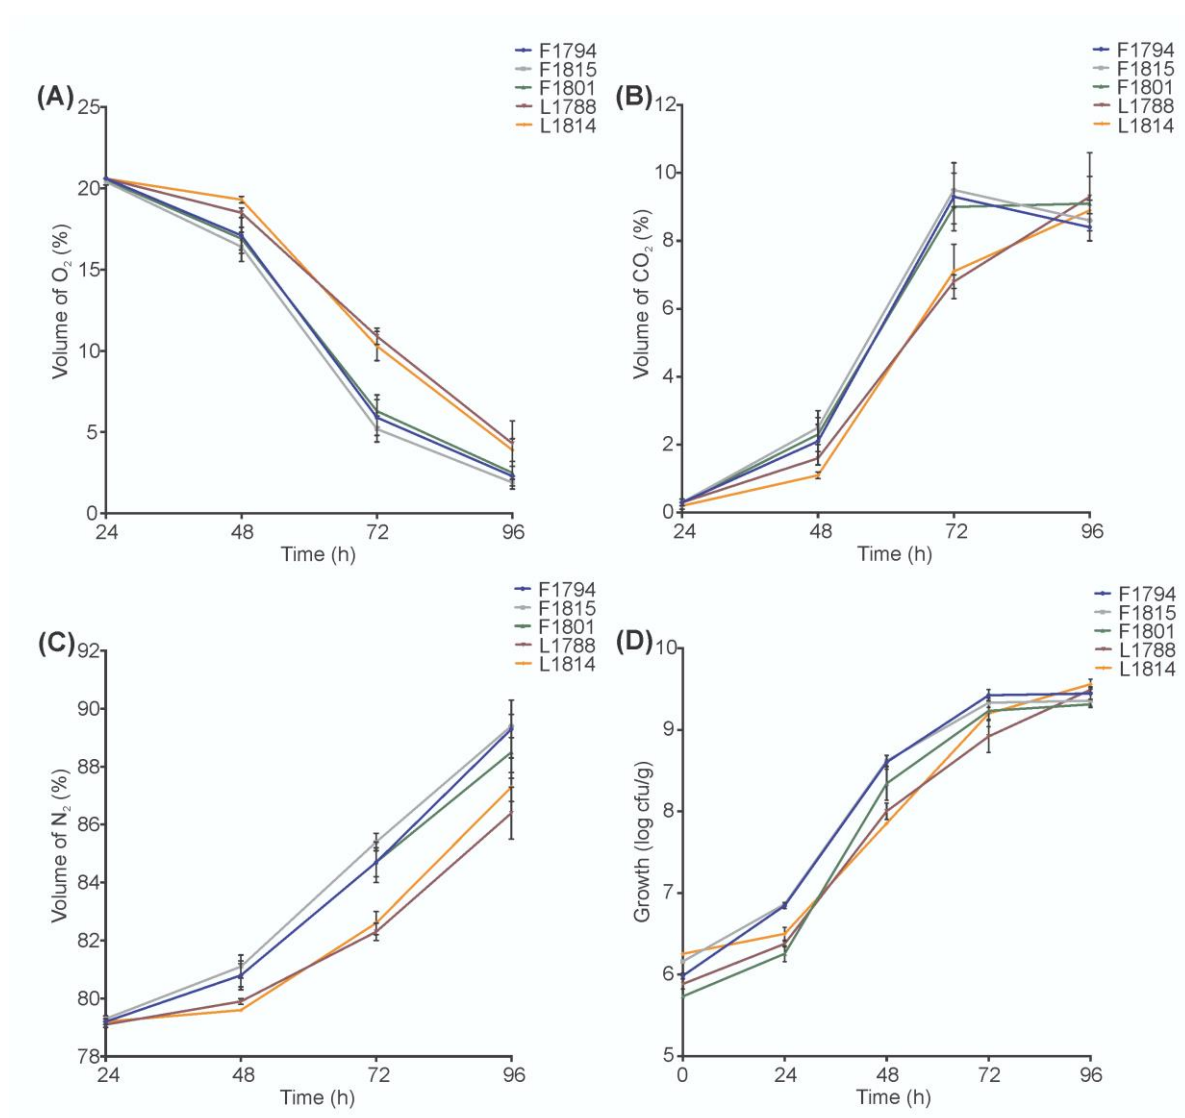 (A)
F1794
F1815
F1801
L1788
L1814
Volume of O₂ (%)
25
20
15
10
5
0
24 48 72 96
Time (h)
(B)
F1794
F1815
F1801
L1788
L1814
Volume of CO₂ (%)
12
10
8
6
4
2
0
24 48 72 96
Time (h)
(C)
F1794
F1815
F1801
L1788
L1814
Volume of N₂ (%)
92
90
88
86
84
82
80
78
24 48 72 96
Time (h)
(D)
F1794
F1815
F1801
L1788
L1814
Growth (log cfu/g)
10
9
8
7
6
5
0 24 48 72 96
Time (h)